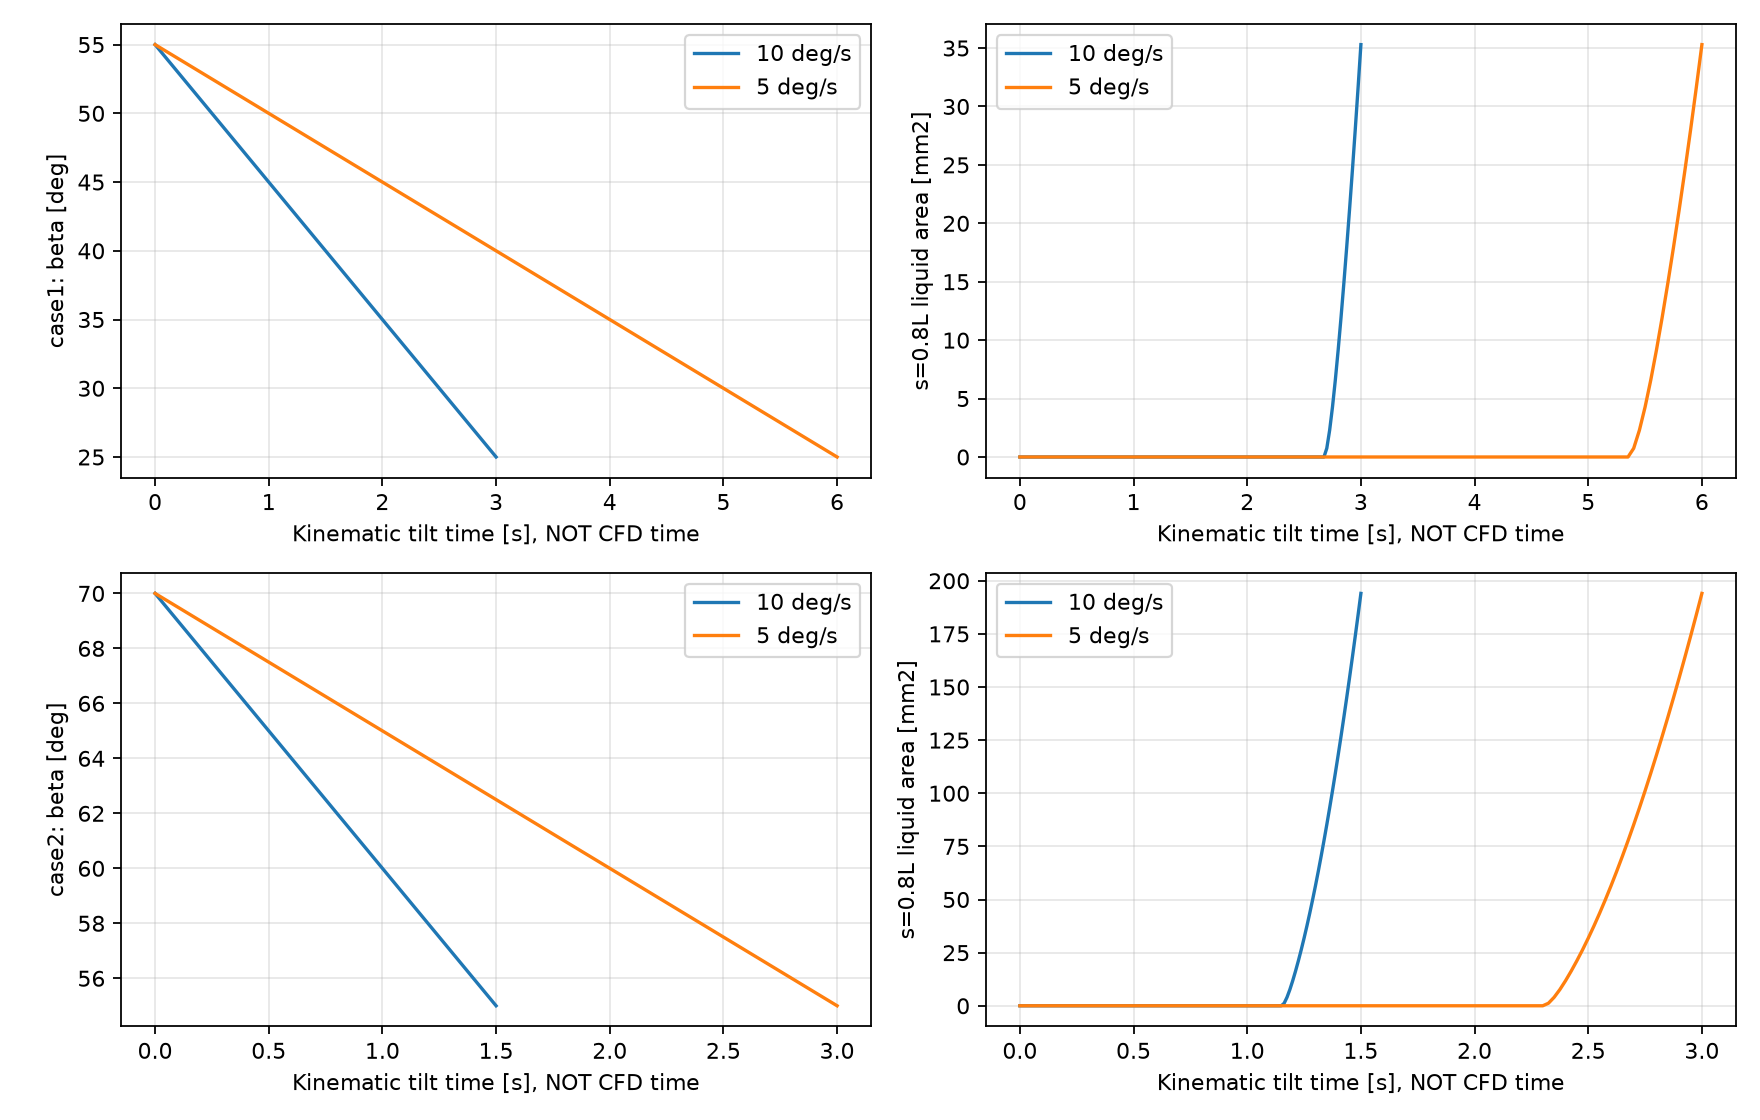 case1: beta [deg]
55
50
45
40
35
30
25
10 deg/s
5 deg/s
0 1 2 3 4 5 6
Kinematic tilt time [s], NOT CFD time
s=0.8L liquid area [mm2]
35
30
25
20
15
10
5
0
10 deg/s
5 deg/s
0 1 2 3 4 5 6
Kinematic tilt time [s], NOT CFD time
case2: beta [deg]
70
68
66
64
62
60
58
56
10 deg/s
5 deg/s
0.0 0.5 1.0 1.5 2.0 2.5 3.0
Kinematic tilt time [s], NOT CFD time
s=0.8L liquid area [mm2]
200
175
150
125
100
75
50
25
0
10 deg/s
5 deg/s
0.0 0.5 1.0 1.5 2.0 2.5 3.0
Kinematic tilt time [s], NOT CFD time